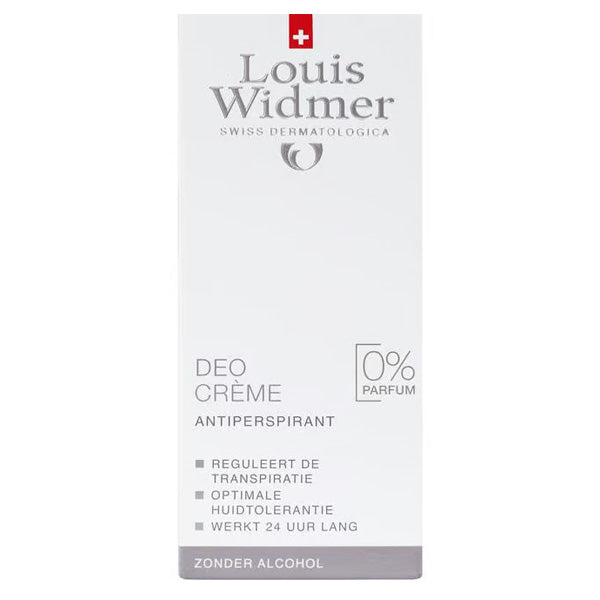 Louis
Widmer
SWISS DERMATOLOGICA
DEO
CRÈME
ANTIPERSPIRANT
0%
PARFUM
REGULEERT DE
TRANSPIRATIE
OPTIMALE
HUIDTOLERANTIE
WERKT 24 UUR LANG
ZONDER ALCOHOL